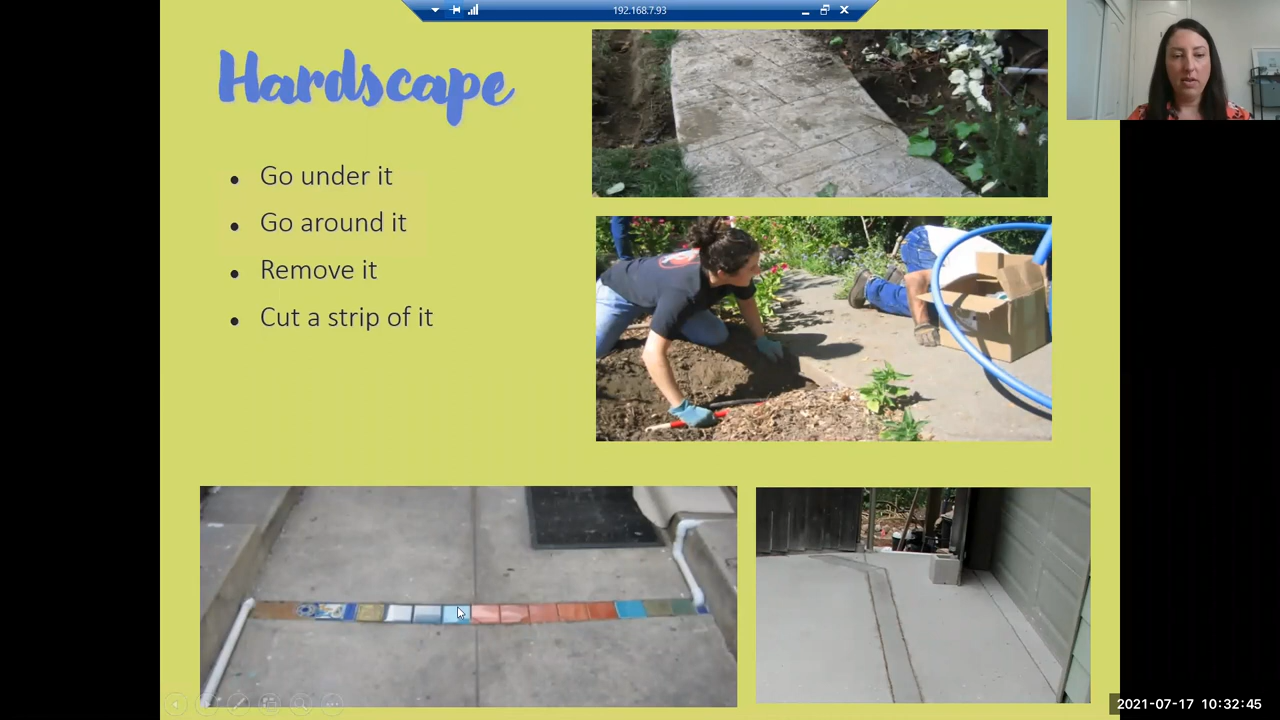 192.168.7.93
Hardscape
• Go under it
• Go around it
• Remove it
• Cut a strip of it
2021-07-17 10:32:45